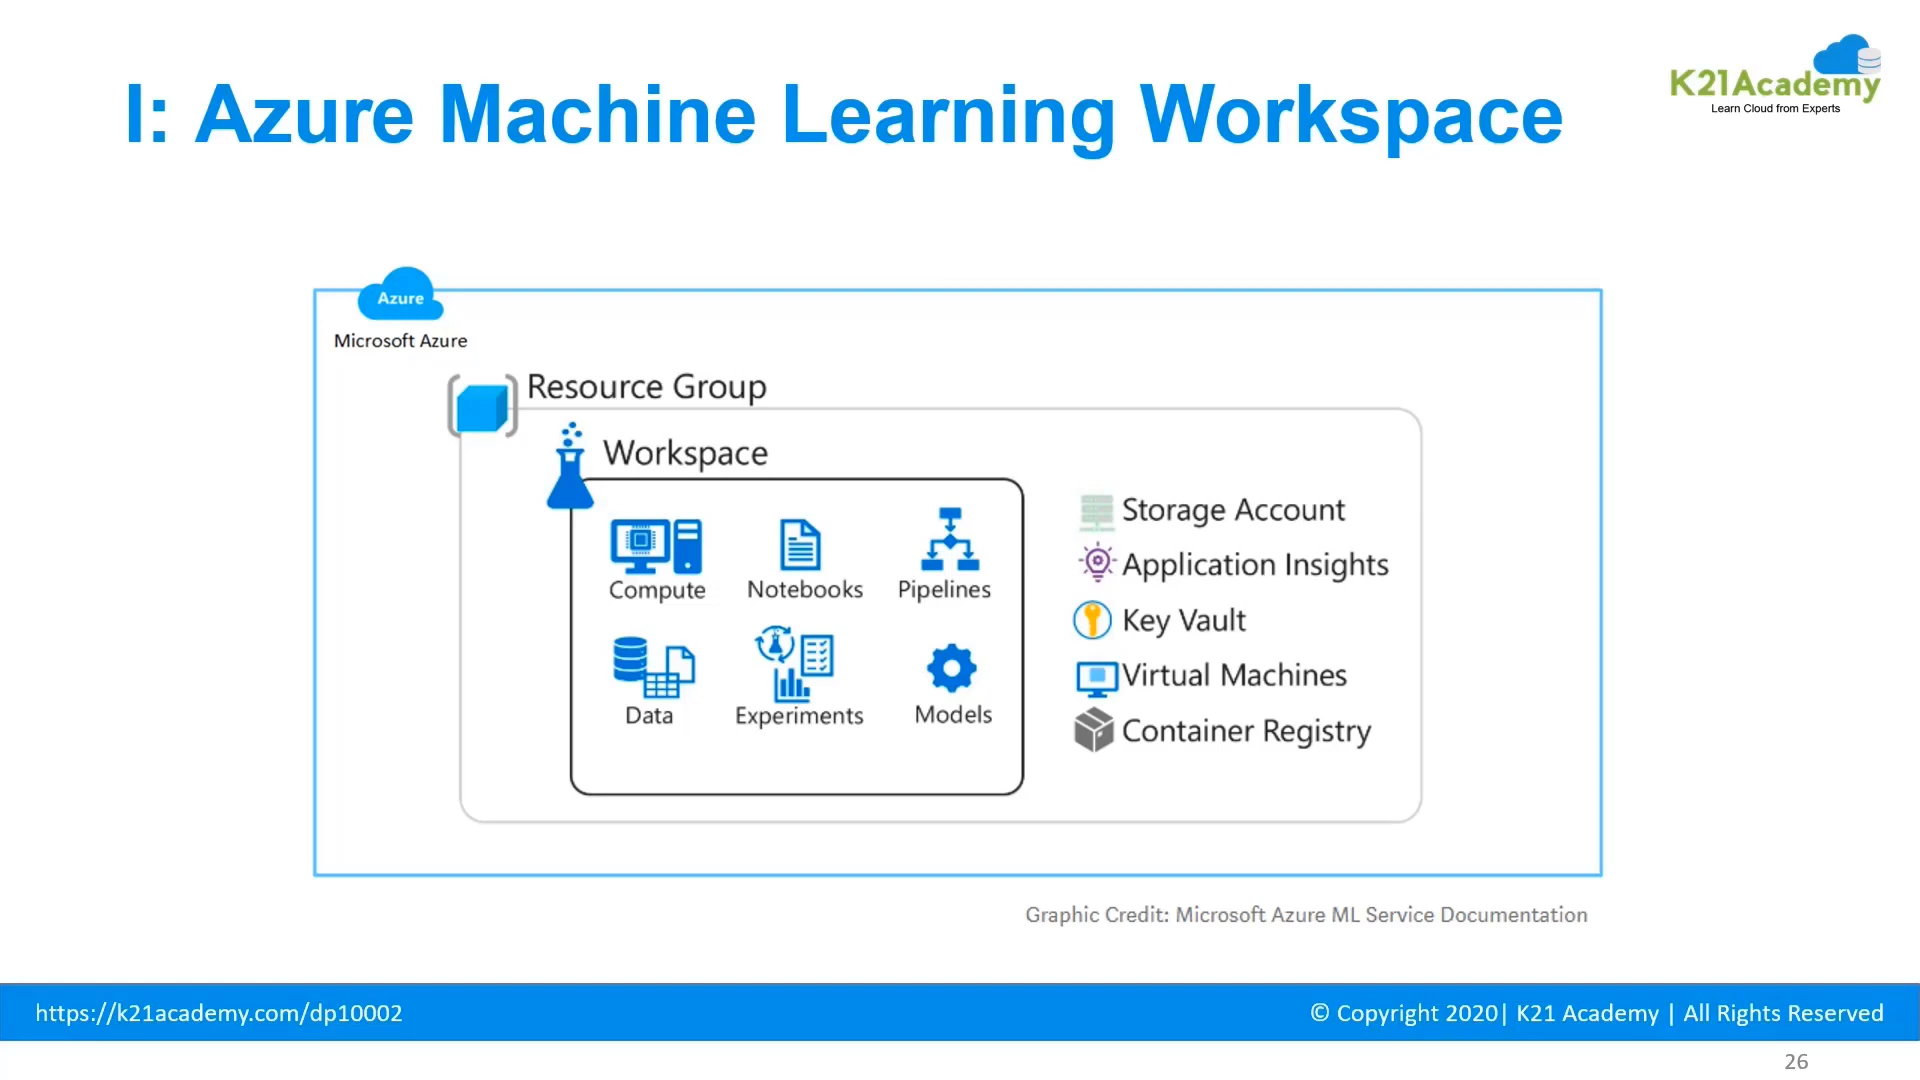 I: Azure Machine Learning Workspace
K21Academy
Learn Cloud from Experts
Azure
Microsoft Azure
Resource Group
Workspace
Compute
Notebooks
Pipelines
Data
Experiments
Models
Storage Account
Application Insights
Key Vault
Virtual Machines
Container Registry
Graphic Credit: Microsoft Azure ML Service Documentation
https://k21academy.com/dp10002
© Copyright 2020| K21 Academy | All Rights Reserved
26